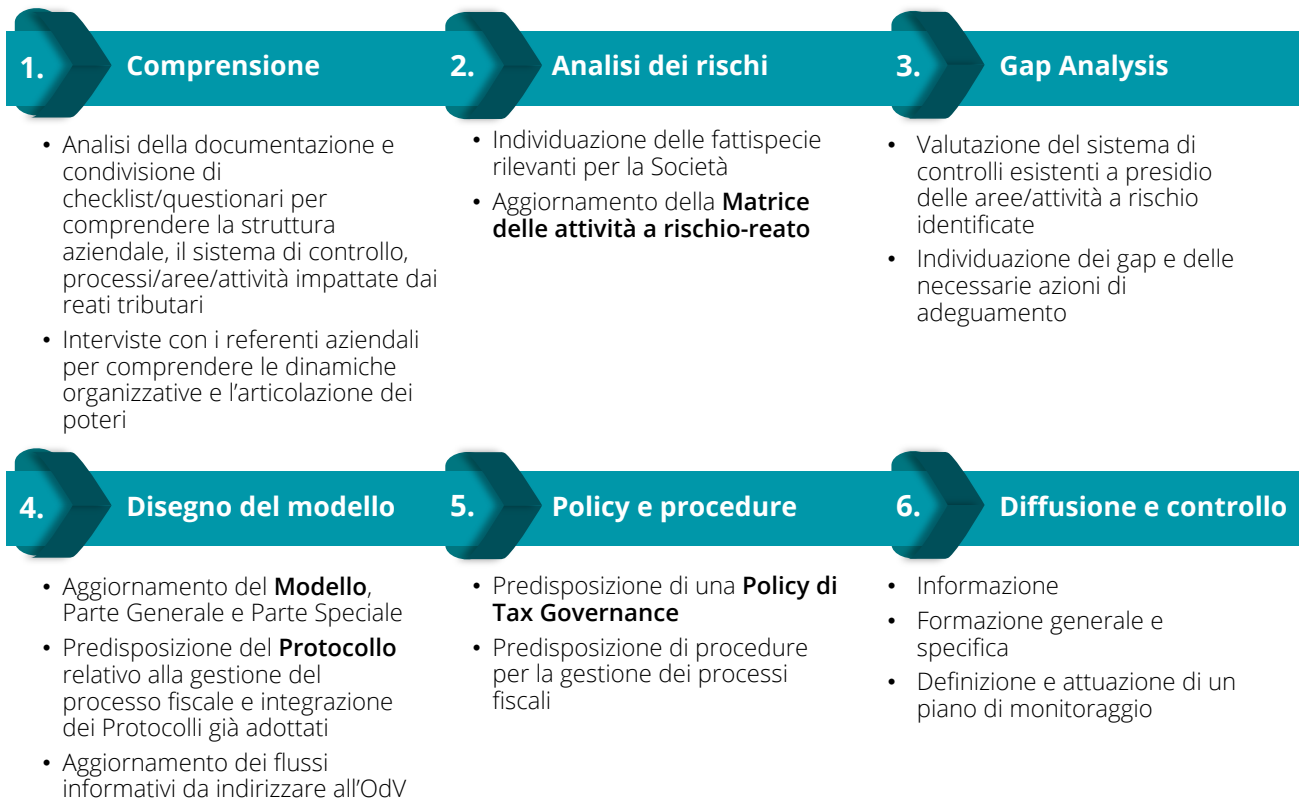 1. Comprensione
• Analisi della documentazione e
condivisione di
checklist/questionari per
comprendere la struttura
aziendale, il sistema di controllo,
processi/aree/attività impattate dai
reati tributari
• Interviste con i referenti aziendali
per comprendere le dinamiche
organizzative e l'articolazione dei
poteri
2. Analisi dei rischi
• Individuazione delle fattispecie
rilevanti per la Società
• Aggiornamento della Matrice
delle attività a rischio-reato
3. Gap Analysis
• Valutazione del sistema di
controlli esistenti a presidio
delle aree/attività a rischio
identificate
• Individuazione dei gap e delle
necessarie azioni di
adeguamento
4. Disegno del modello
• Aggiornamento del Modello,
Parte Generale e Parte Speciale
• Predisposizione del Protocollo
relativo alla gestione del
processo fiscale e integrazione
dei Protocolli già adottati
• Aggiornamento dei flussi
informativi da indirizzare all'OdV
5. Policy e procedure
• Predisposizione di una Policy di
Tax Governance
• Predisposizione di procedure
per la gestione dei processi
fiscali
6. Diffusione e controllo
• Informazione
• Formazione generale e
specifica
• Definizione e attuazione di un
piano di monitoraggio